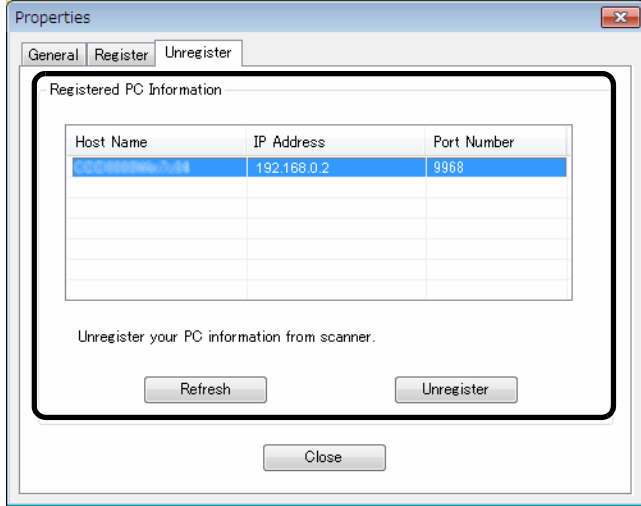 Properties
General Register Unregister
Registered PC Information
Host Name IP Address Port Number
192.168.0.2 9968
Unregister your PC information from scanner.
Refresh Unregister
Close